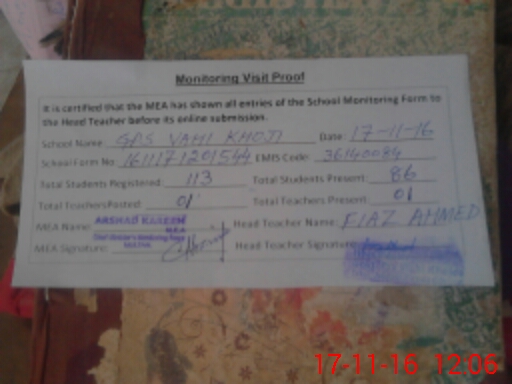 Monitoring Visit Proof
It is certified that the MEA has shown all entries of the School Monitoring Form to
the Head Teacher before its online submission.
School Name: GPS VAHI KHOJI Date: 17-11-16
School Form No: 1611171201544 EMIS Code: 36140084
Total Students Registered: 113 Total Students Present: 86
Total Teachers Posted: 01 Total Teachers Present: 01
MEA Name: ARSHAD KAREEM Head Teacher Name: FIAZ AHMED
M.E.A
MEA Signature: Head Teacher Signature:
17-11-16 12:06